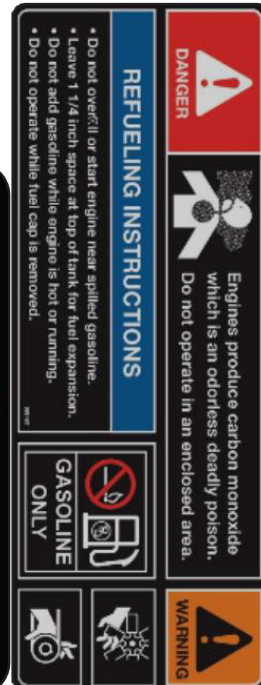 DANGER
Engines produce carbon monoxide
which is an odorless deadly poison.
Do not operate in an enclosed area.
WARNING
REFUELING INSTRUCTIONS
• Do not overfill or start engine near spilled gasoline.
• Leave 1 1/4 inch space at top of tank for fuel expansion.
• Do not add gasoline while engine is hot or running.
• Do not operate while fuel cap is removed.
GASOLINE
ONLY